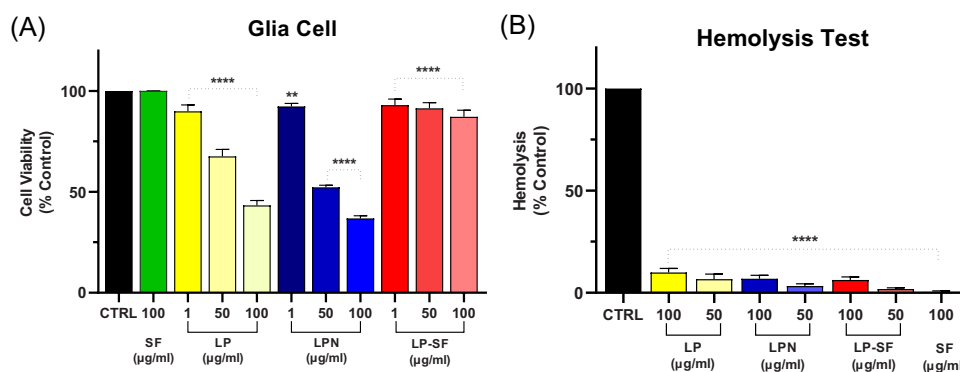 (A)
Glia Cell
****
**
****
****
100
50
0
Cell Viability
(% Control)
CTRL 100 1 50 100 1 50 100 1 50 100
SF LP LPN LP-SF
(µg/ml) (µg/ml) (µg/ml) (µg/ml)
(B)
Hemolysis Test
100
50
0
Hemolysis
(% Control)
****
CTRL 100 50 100 50 100 50 100
LP LPN LP-SF SF
(µg/ml) (µg/ml) (µg/ml) (µg/ml)